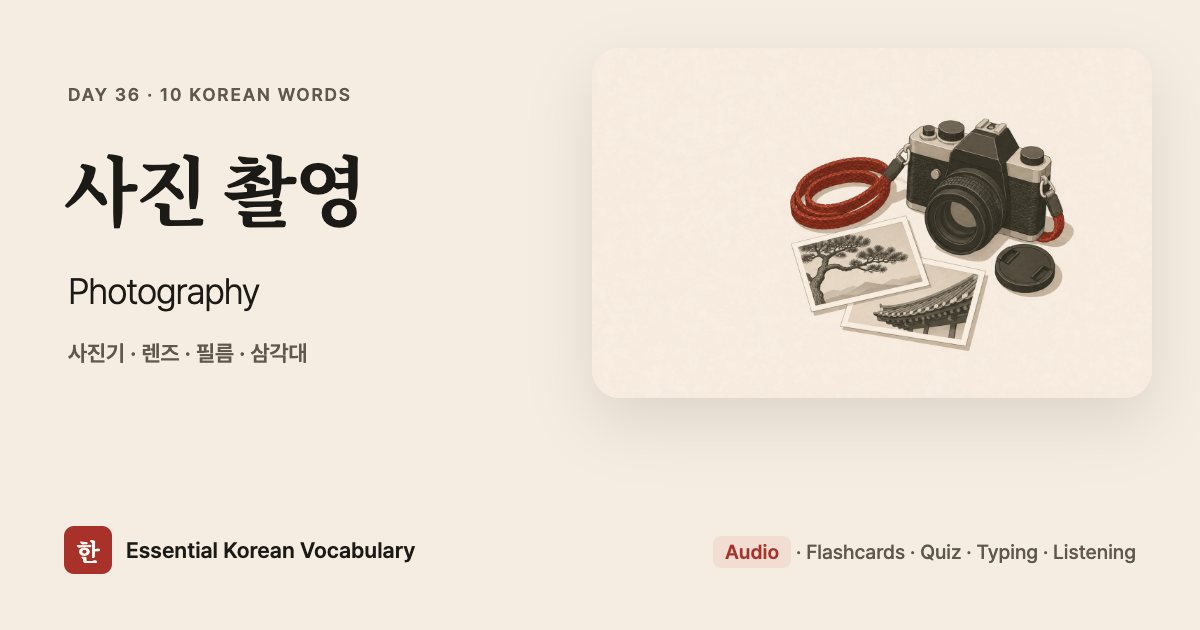 DAY 36 · 10 KOREAN WORDS
사진 촬영
Photography
사진기 · 렌즈 · 필름 · 삼각대
한 Essential Korean Vocabulary
Audio · Flashcards · Quiz · Typing · Listening